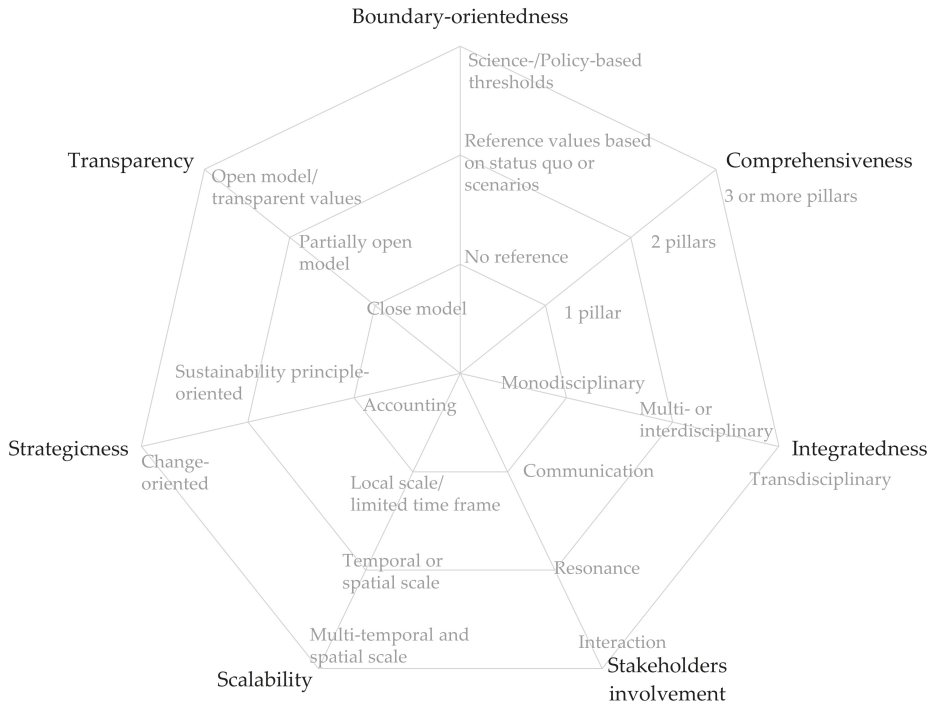 Boundary-orientedness
Science-/Policy-based
thresholds
Reference values based
on status quo or
scenarios
No reference
Transparency
Open model/
transparent values
Partially open
model
Close model
Comprehensiveness
3 or more pillars
2 pillars
1 pillar
Sustainability principle-
oriented
Accounting
Monodisciplinary
Multi- or
interdisciplinary
Strategicness
Change-
oriented
Integratedness
Transdisciplinary
Communication
Local scale/
limited time frame
Temporal or
spatial scale
Resonance
Multi-temporal and
spatial scale
Interaction
Scalability
Stakeholders
involvement